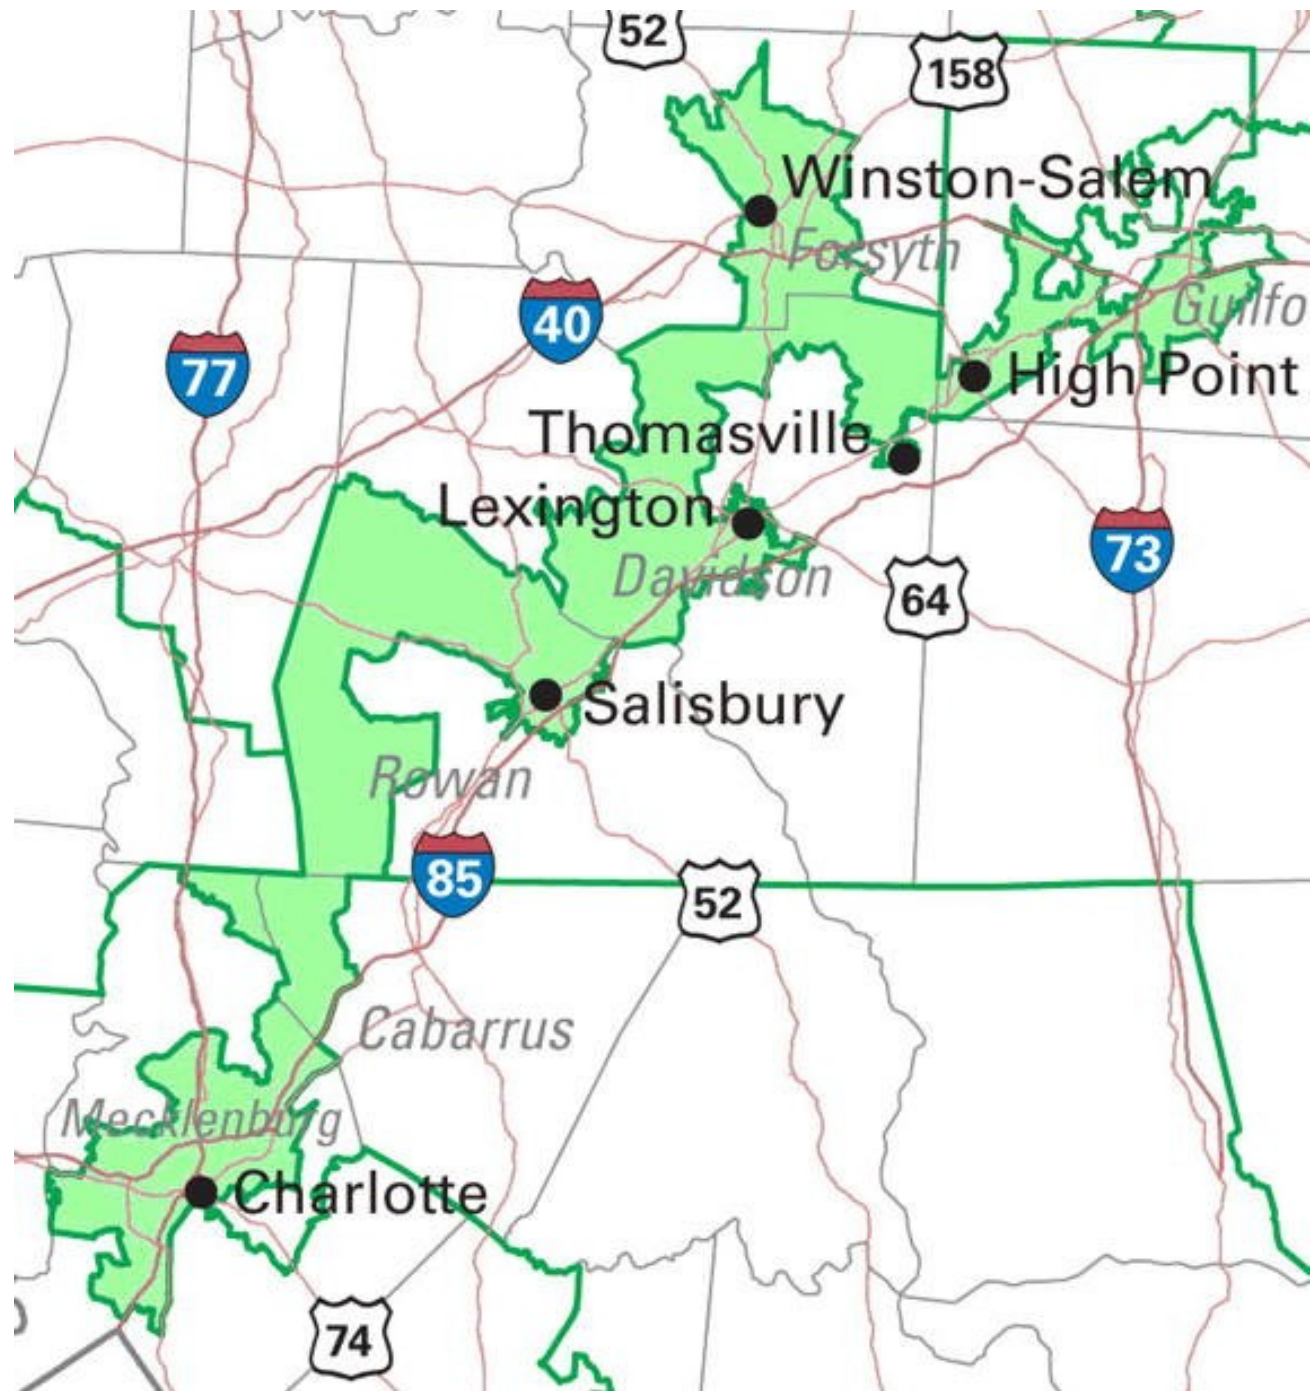 52
158
Winston-Salem
Forsyth
Guilfo
40
77
High Point
Thomasville
Lexington
73
Davidson
64
Salisbury
Rowan
85
52
Cabarrus
Mecklenburg
Charlotte
74